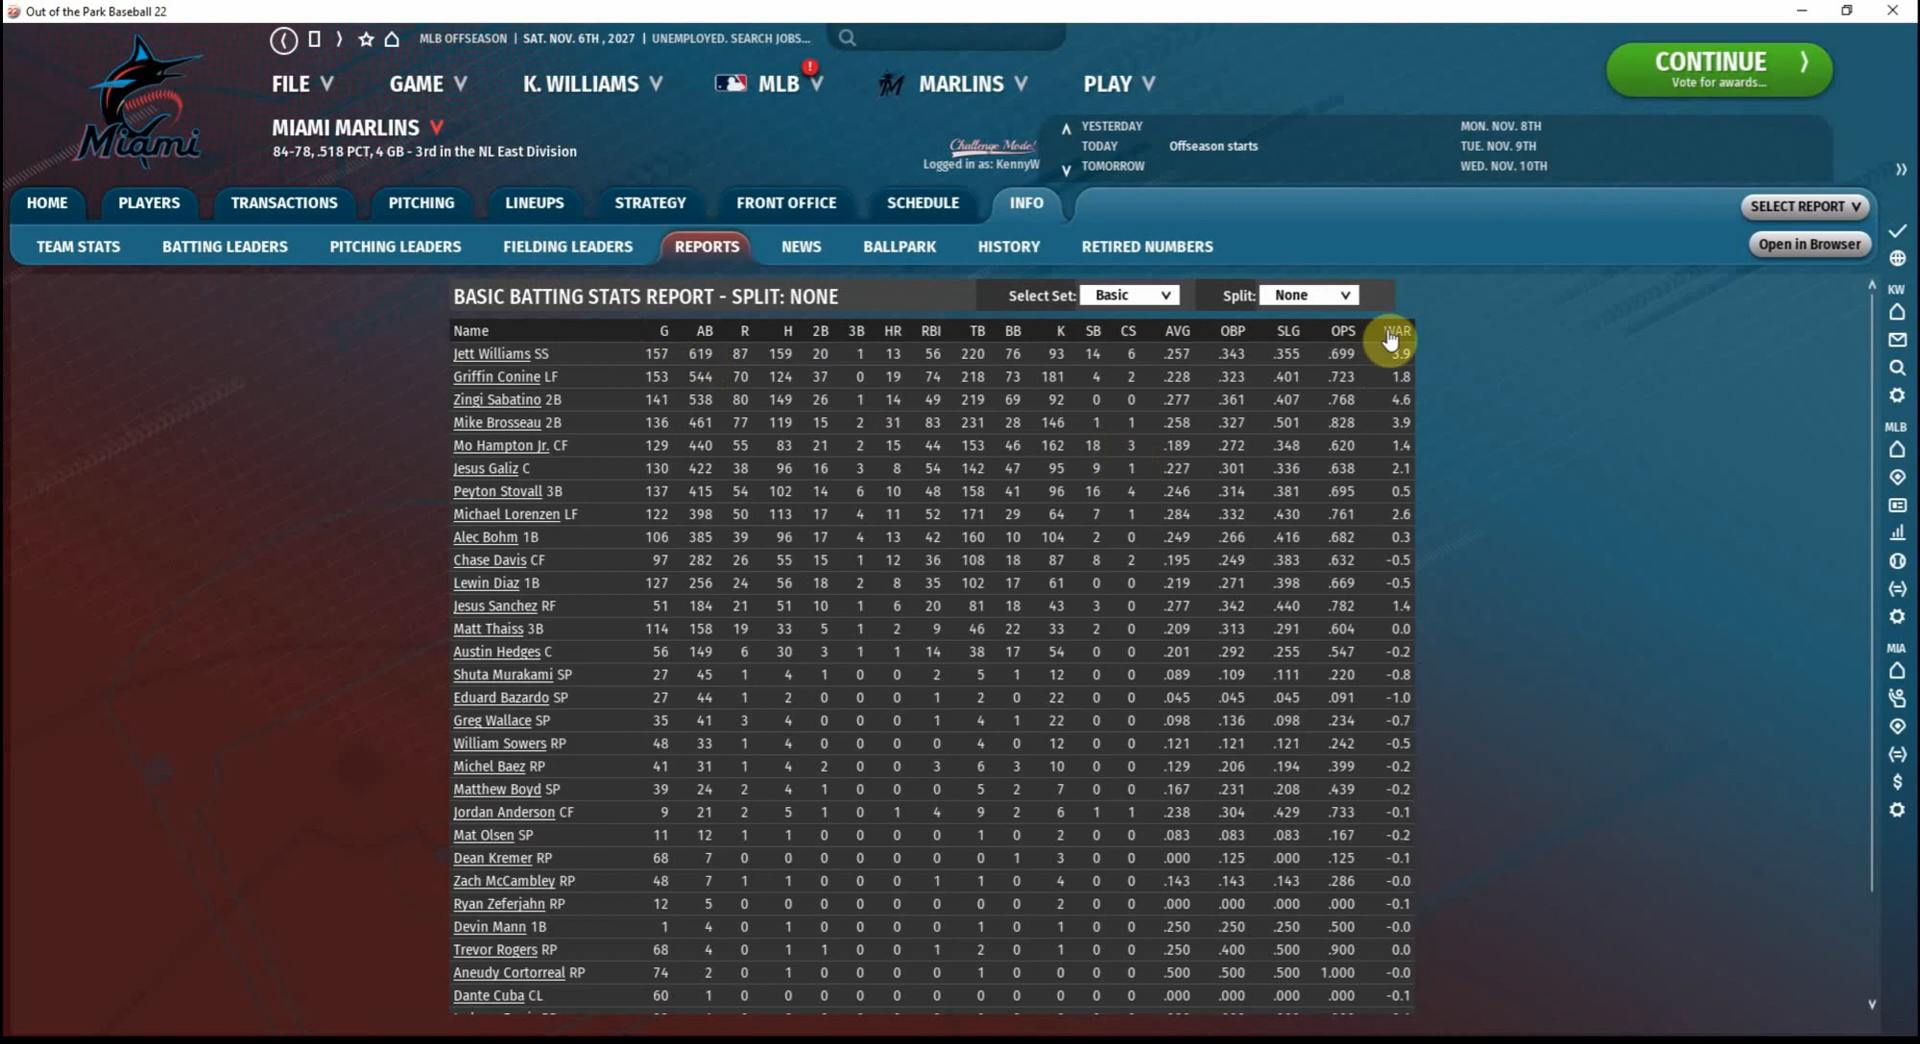 Out of the Park Baseball 22
MLB OFFSEASON | SAT. NOV. 6TH, 2027 | UNEMPLOYED. SEARCH JOBS...
FILE GAME K. WILLIAMS MLB ! MARLINS PLAY
CONTINUE
Vote for awards...
Miami
MIAMI MARLINS
84-78, .518 PCT, 4 GB - 3rd in the NL East Division
Challenge Mode!
Logged in as: KennyW
YESTERDAY MON. NOV. 8TH
TODAY Offseason starts TUE. NOV. 9TH
TOMORROW WED. NOV. 10TH
HOME PLAYERS TRANSACTIONS PITCHING LINEUPS STRATEGY FRONT OFFICE SCHEDULE INFO SELECT REPORT
TEAM STATS BATTING LEADERS PITCHING LEADERS FIELDING LEADERS REPORTS NEWS BALLPARK HISTORY RETIRED NUMBERS Open in Browser
BASIC BATTING STATS REPORT - SPLIT: NONE Select Set: Basic Split: None
Name G AB R H 2B 3B HR RBI TB BB K SB CS AVG OBP SLG OPS WAR
Jett Williams SS 157 619 87 159 20 1 13 56 220 76 93 14 6 .257 .343 .355 .699 3.9
Griffin Conine LF 153 544 70 124 37 0 19 74 218 73 181 4 2 .228 .323 .401 .723 1.8
Zingi Sabatino 2B 141 538 80 149 26 1 14 49 219 69 92 0 0 .277 .361 .407 .768 4.6
Mike Brosseau 2B 136 461 77 119 15 2 31 83 231 28 146 1 1 .258 .327 .501 .828 3.9
Mo Hampton Jr. CF 129 440 55 83 21 2 15 44 153 46 162 18 3 .189 .272 .348 .620 1.4
Jesus Galiz C 130 422 38 96 16 3 8 54 142 47 95 9 1 .227 .301 .336 .638 2.1
Peyton Stovall 3B 137 415 54 102 14 6 10 48 158 41 96 16 4 .246 .314 .381 .695 0.5
Michael Lorenzen LF 122 398 50 113 17 4 11 52 171 29 64 7 1 .284 .332 .430 .761 2.6
Alec Bohm 1B 106 385 39 96 17 4 13 42 160 10 104 2 0 .249 .266 .416 .682 0.3
Chase Davis CF 97 282 26 55 15 1 12 36 108 18 87 8 2 .195 .249 .383 .632 -0.5
Lewin Diaz 1B 127 256 24 56 18 2 8 35 102 17 61 0 0 .219 .271 .398 .669 -0.5
Jesus Sanchez RF 51 184 21 51 10 1 6 20 81 18 43 3 0 .277 .342 .440 .782 1.4
Matt Thaiss 3B 114 158 19 33 5 1 2 9 46 22 33 2 0 .209 .313 .291 .604 0.0
Austin Hedges C 56 149 6 30 3 1 1 14 38 17 54 0 0 .201 .292 .255 .547 -0.2
Shuta Murakami SP 27 45 1 4 1 0 0 2 5 1 12 0 0 .089 .109 .111 .220 -0.8
Eduard Bazardo SP 27 44 1 2 0 0 0 1 2 0 22 0 0 .045 .045 .045 .091 -1.0
Greg Wallace SP 35 41 3 4 0 0 0 1 4 1 22 0 0 .098 .136 .098 .234 -0.7
William Sowers RP 48 33 1 4 0 0 0 0 4 0 12 0 0 .121 .121 .121 .242 -0.5
Michel Baez RP 41 31 1 4 2 0 0 3 6 3 10 0 0 .129 .206 .194 .399 -0.2
Matthew Boyd SP 39 24 2 4 1 0 0 0 5 2 7 0 0 .167 .231 .208 .439 -0.2
Jordan Anderson CF 9 21 2 5 1 0 1 4 9 2 6 1 1 .238 .304 .429 .733 -0.1
Mat Olsen SP 11 12 1 1 0 0 0 0 1 0 2 0 0 .083 .083 .083 .167 -0.2
Dean Kremer RP 68 7 0 0 0 0 0 0 0 1 3 0 0 .000 .125 .000 .125 -0.1
Zach McCambley RP 48 7 1 1 0 0 0 1 1 0 4 0 0 .143 .143 .143 .286 -0.0
Ryan Zeferjahn RP 12 5 0 0 0 0 0 0 0 0 2 0 0 .000 .000 .000 .000 -0.1
Devin Mann 1B 1 4 0 1 0 0 0 0 1 0 1 0 0 .250 .250 .250 .500 -0.0
Trevor Rogers RP 68 4 0 1 1 0 0 1 2 0 1 0 0 .250 .400 .500 .900 0.0
Aneudy Cortorreal RP 74 2 0 1 0 0 0 0 1 0 0 0 0 .500 .500 .500 1.000 -0.0
Dante Cuba CL 60 1 0 0 0 0 0 0 0 0 0 0 0 .000 .000 .000 .000 -0.1
KW
MLB
MIA